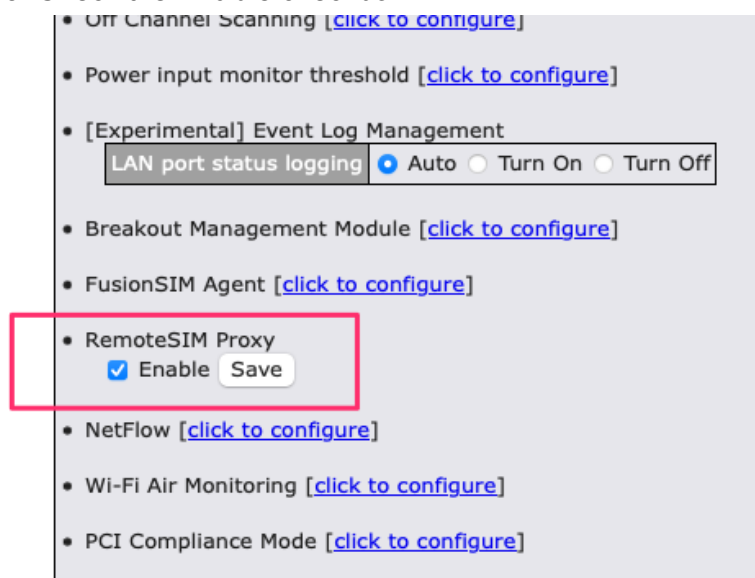 • Off Channel Scanning [click to configure]
• Power input monitor threshold [click to configure]
• [Experimental] Event Log Management
LAN port status logging Auto Turn On Turn Off
• Breakout Management Module [click to configure]
• FusionSIM Agent [click to configure]
• RemoteSIM Proxy
Enable Save
• NetFlow [click to configure]
• Wi-Fi Air Monitoring [click to configure]
• PCI Compliance Mode [click to configure]